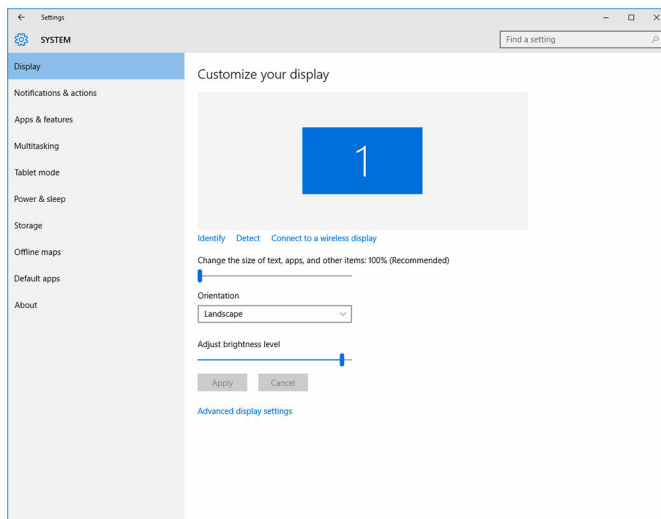 Settings
SYSTEM
Find a setting
Display
Notifications & actions
Apps & features
Multitasking
Tablet mode
Power & sleep
Storage
Offline maps
Default apps
About
Customize your display
1
Identify Detect Connect to a wireless display
Change the size of text, apps, and other items: 100% (Recommended)
Orientation
Landscape
Adjust brightness level
Apply Cancel
Advanced display settings